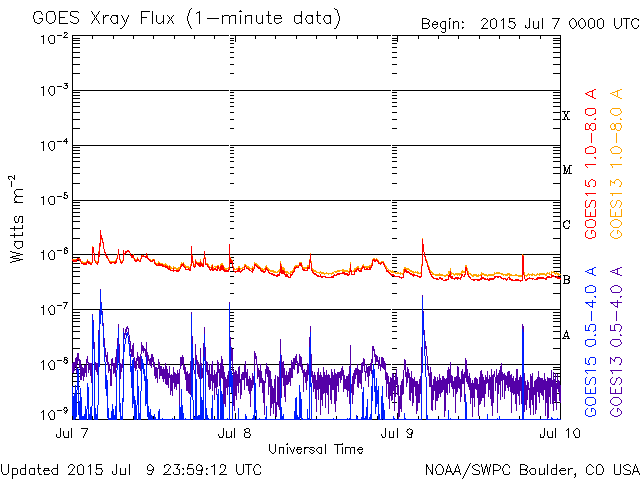 GOES Xray Flux (1-minute data)
Begin: 2015 Jul 7 0000 UTC
10⁻²
10⁻³
10⁻⁴
10⁻⁵
10⁻⁶
10⁻⁷
10⁻⁸
10⁻⁹
Watts m⁻²
X
M
C
B
A
GOES15 1.0-8.0 A
GOES13 1.0-8.0 A
GOES15 0.5-4.0 A
GOES13 0.5-4.0 A
Jul 7
Jul 8
Jul 9
Jul 10
Universal Time
Updated 2015 Jul 9 23:59:12 UTC
NOAA/SWPC Boulder, CO USA